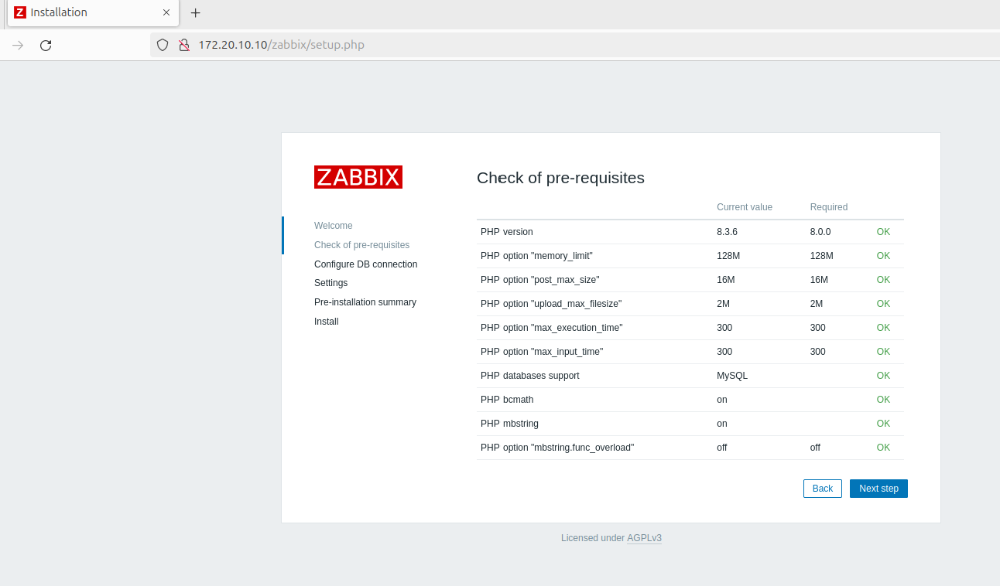 Installation
172.20.10.10/zabbix/setup.php
ZABBIX
Welcome
Check of pre-requisites
Configure DB connection
Settings
Pre-installation summary
Install
Check of pre-requisites
Current value Required
PHP version 8.3.6 8.0.0 OK
PHP option "memory_limit" 128M 128M OK
PHP option "post_max_size" 16M 16M OK
PHP option "upload_max_filesize" 2M 2M OK
PHP option "max_execution_time" 300 300 OK
PHP option "max_input_time" 300 300 OK
PHP databases support MySQL OK
PHP bcmath on OK
PHP mbstring on OK
PHP option "mbstring.func_overload" off off OK
Back Next step
Licensed under AGPLv3